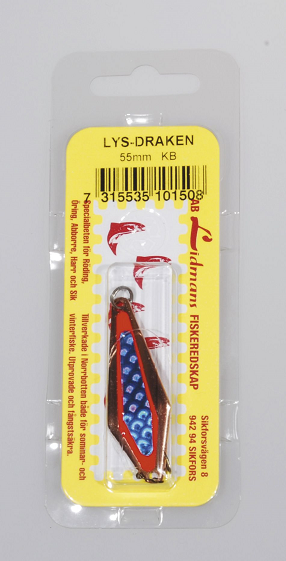 LYS-DRAKEN
55mm KB
7 315535 101508
AB Lidmans FISKEREDSKAP
Sikforsvägen 8
942 94 SIKFORS
Specialbeten för Röding,
Öring, Abborre, Harr och Sik
Tillverkade i Norrbotten både för sommar- och
vinterfiske. Utprovade och fångstsäkra.